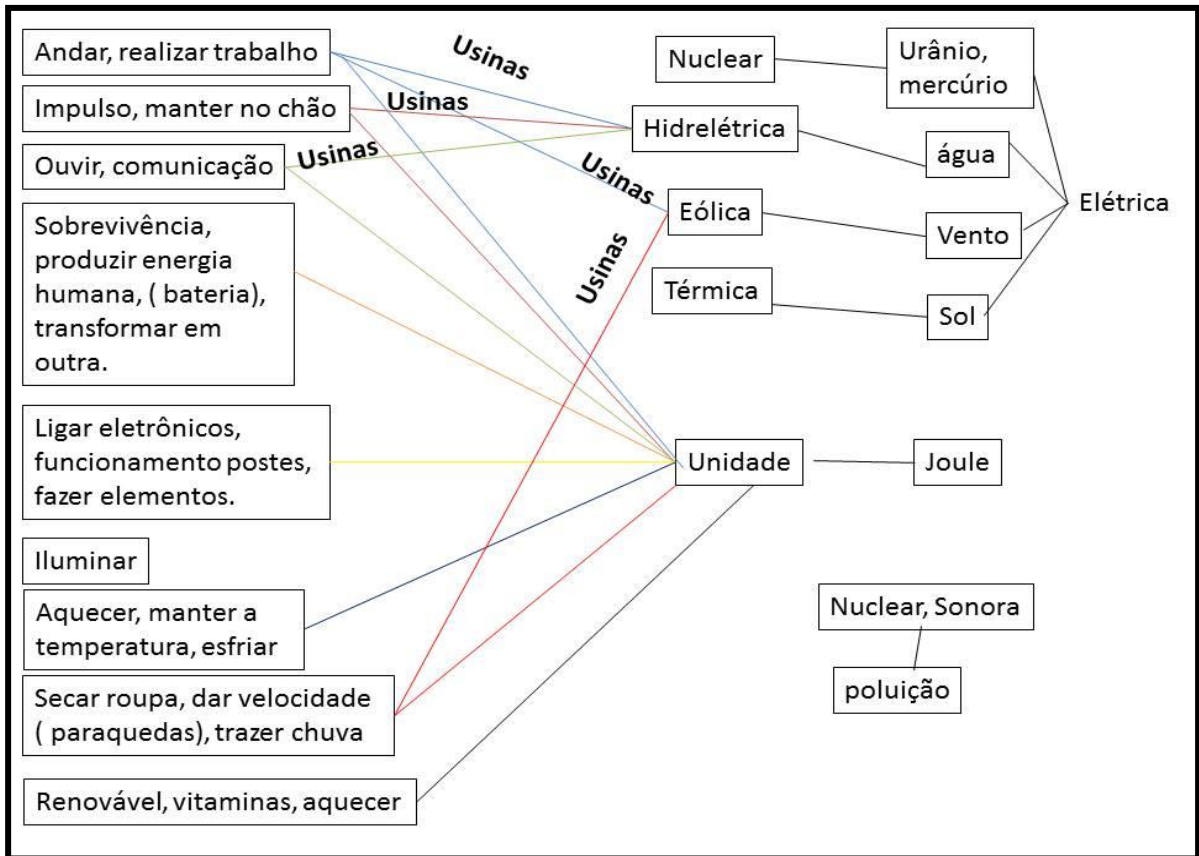 Andar, realizar trabalho
Impulso, manter no chão
Ouvir, comunicação
Sobrevivência,
produzir energia
humana, ( bateria),
transformar em
outra.
Ligar eletrônicos,
funcionamento postes,
fazer elementos.
Iluminar
Aquecer, manter a
temperatura, esfriar
Secar roupa, dar velocidade
( paraquedas), trazer chuva
Renovável, vitaminas, aquecer
Usinas
Usinas
Usinas
Usinas
Usinas
Nuclear
Hidrelétrica
Eólica
Térmica
Unidade
Urânio,
mercúrio
água
Vento
Sol
Joule
Elétrica
Nuclear, Sonora
poluição